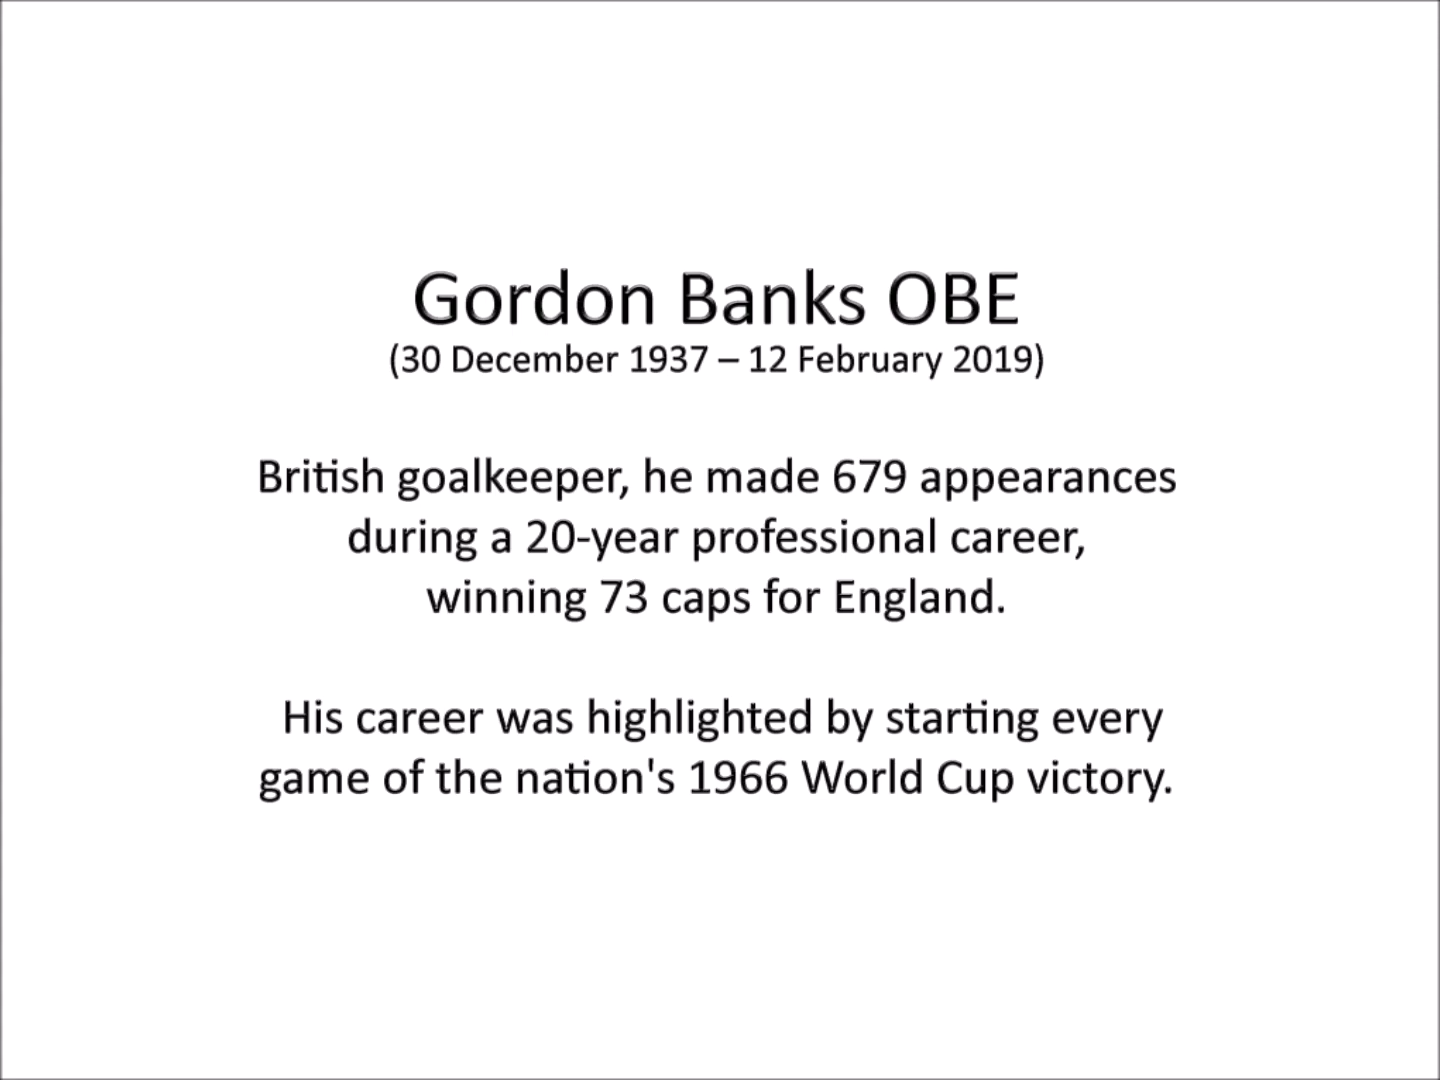 Gordon Banks OBE
(30 December 1937 – 12 February 2019)
British goalkeeper, he made 679 appearances
during a 20-year professional career,
winning 73 caps for England.
His career was highlighted by starting every
game of the nation's 1966 World Cup victory.